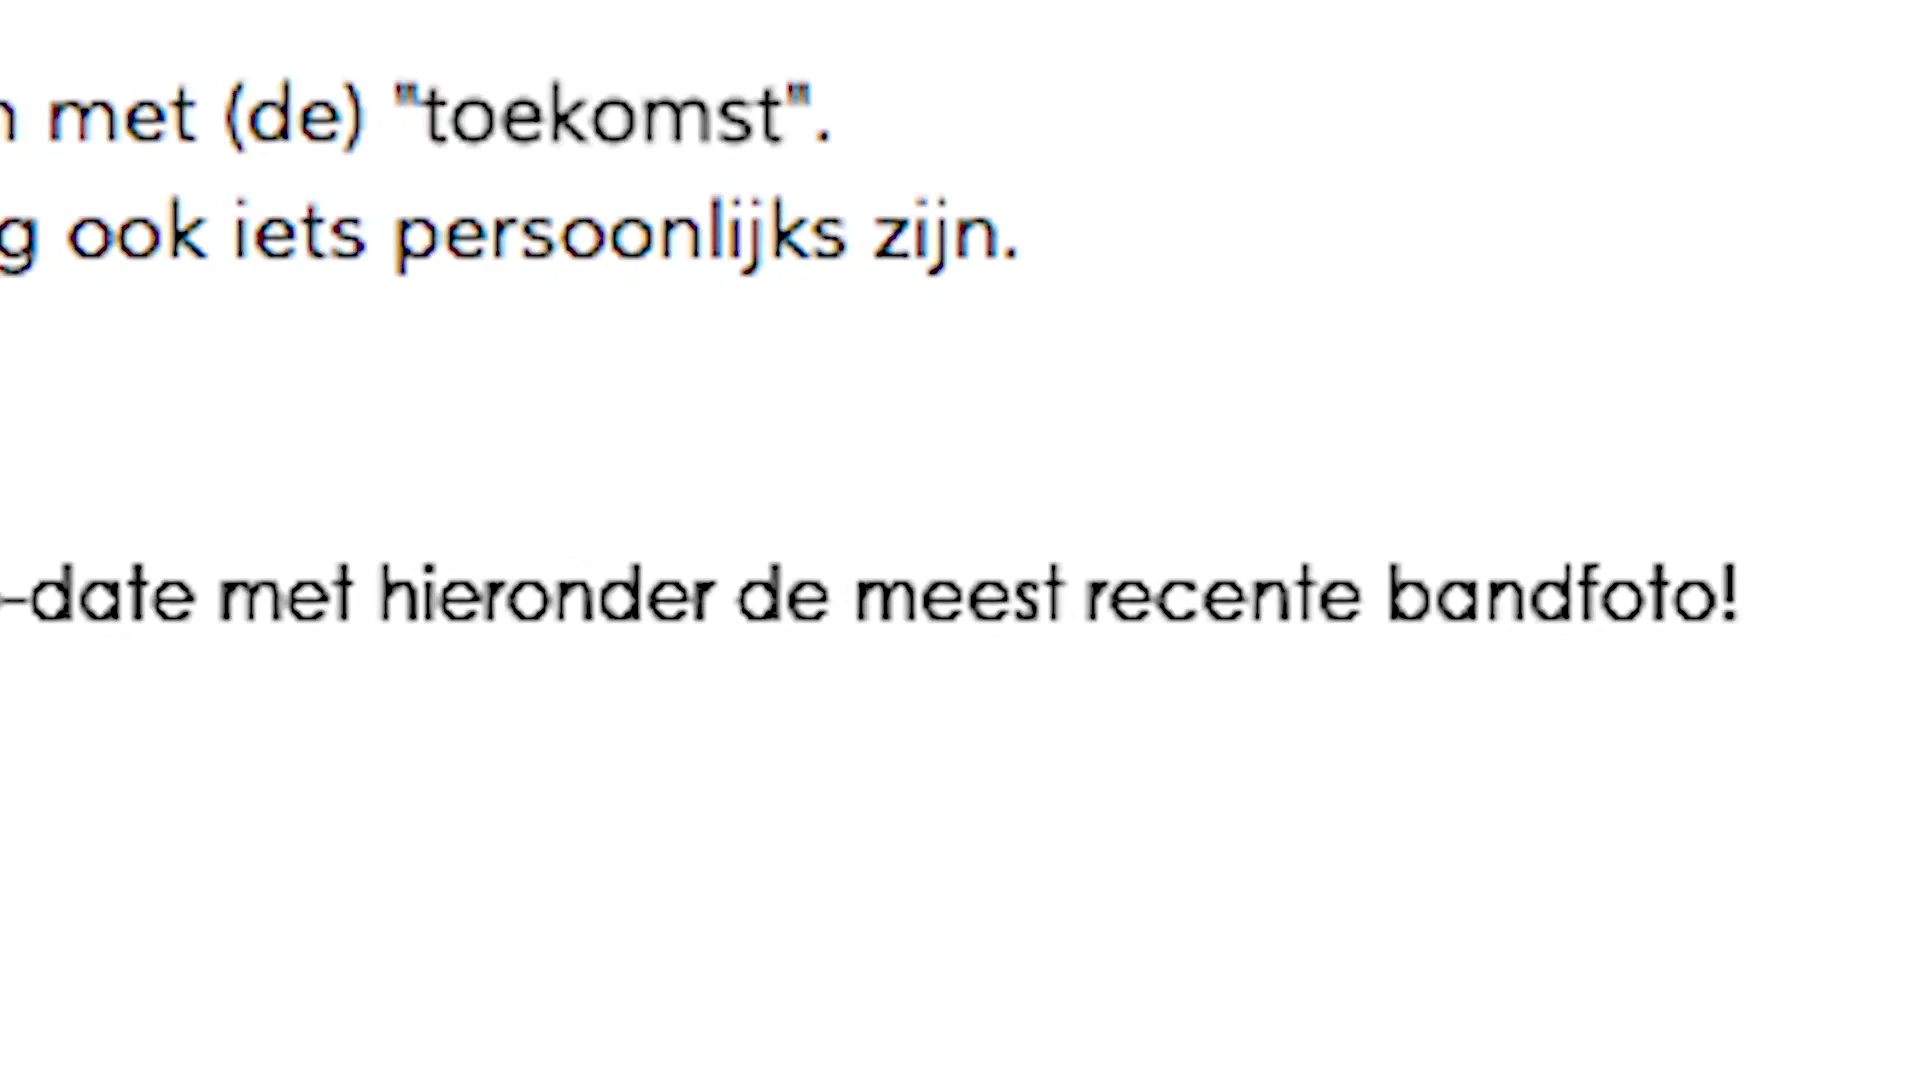 n met (de) "toekomst".
g ook iets persoonlijks zijn.
-date met hieronder de meest recente bandfoto!